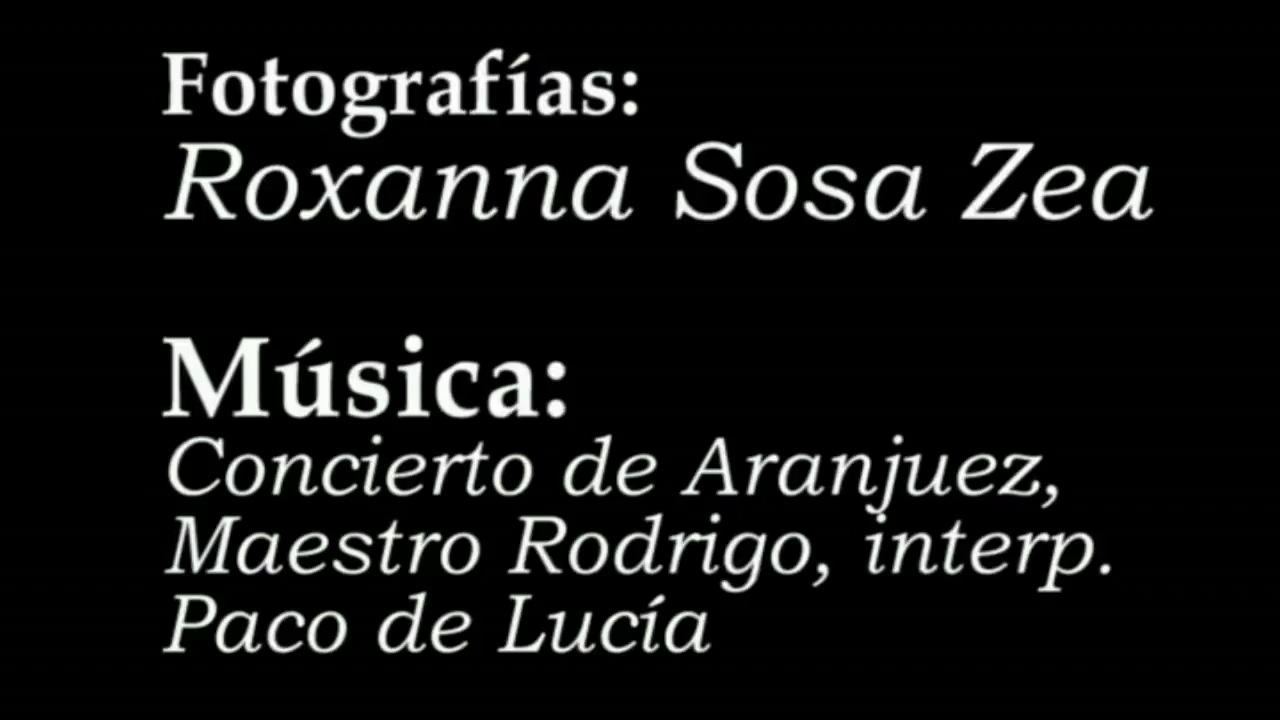 Fotografías:
Roxanna Sosa Zea
Música:
Concierto de Aranjuez,
Maestro Rodrigo, interp.
Paco de Lucía